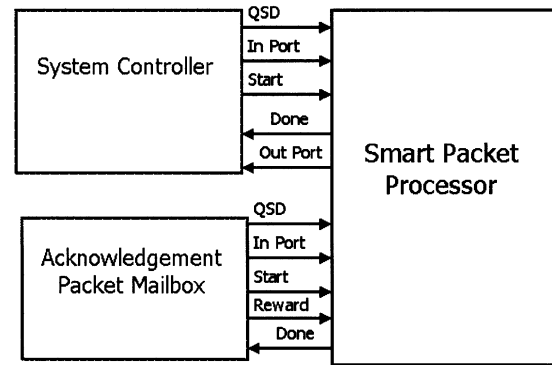 System Controller
QSD
In Port
Start
Done
Out Port
Smart Packet
Processor
Acknowledgement
Packet Mailbox
QSD
In Port
Start
Reward
Done